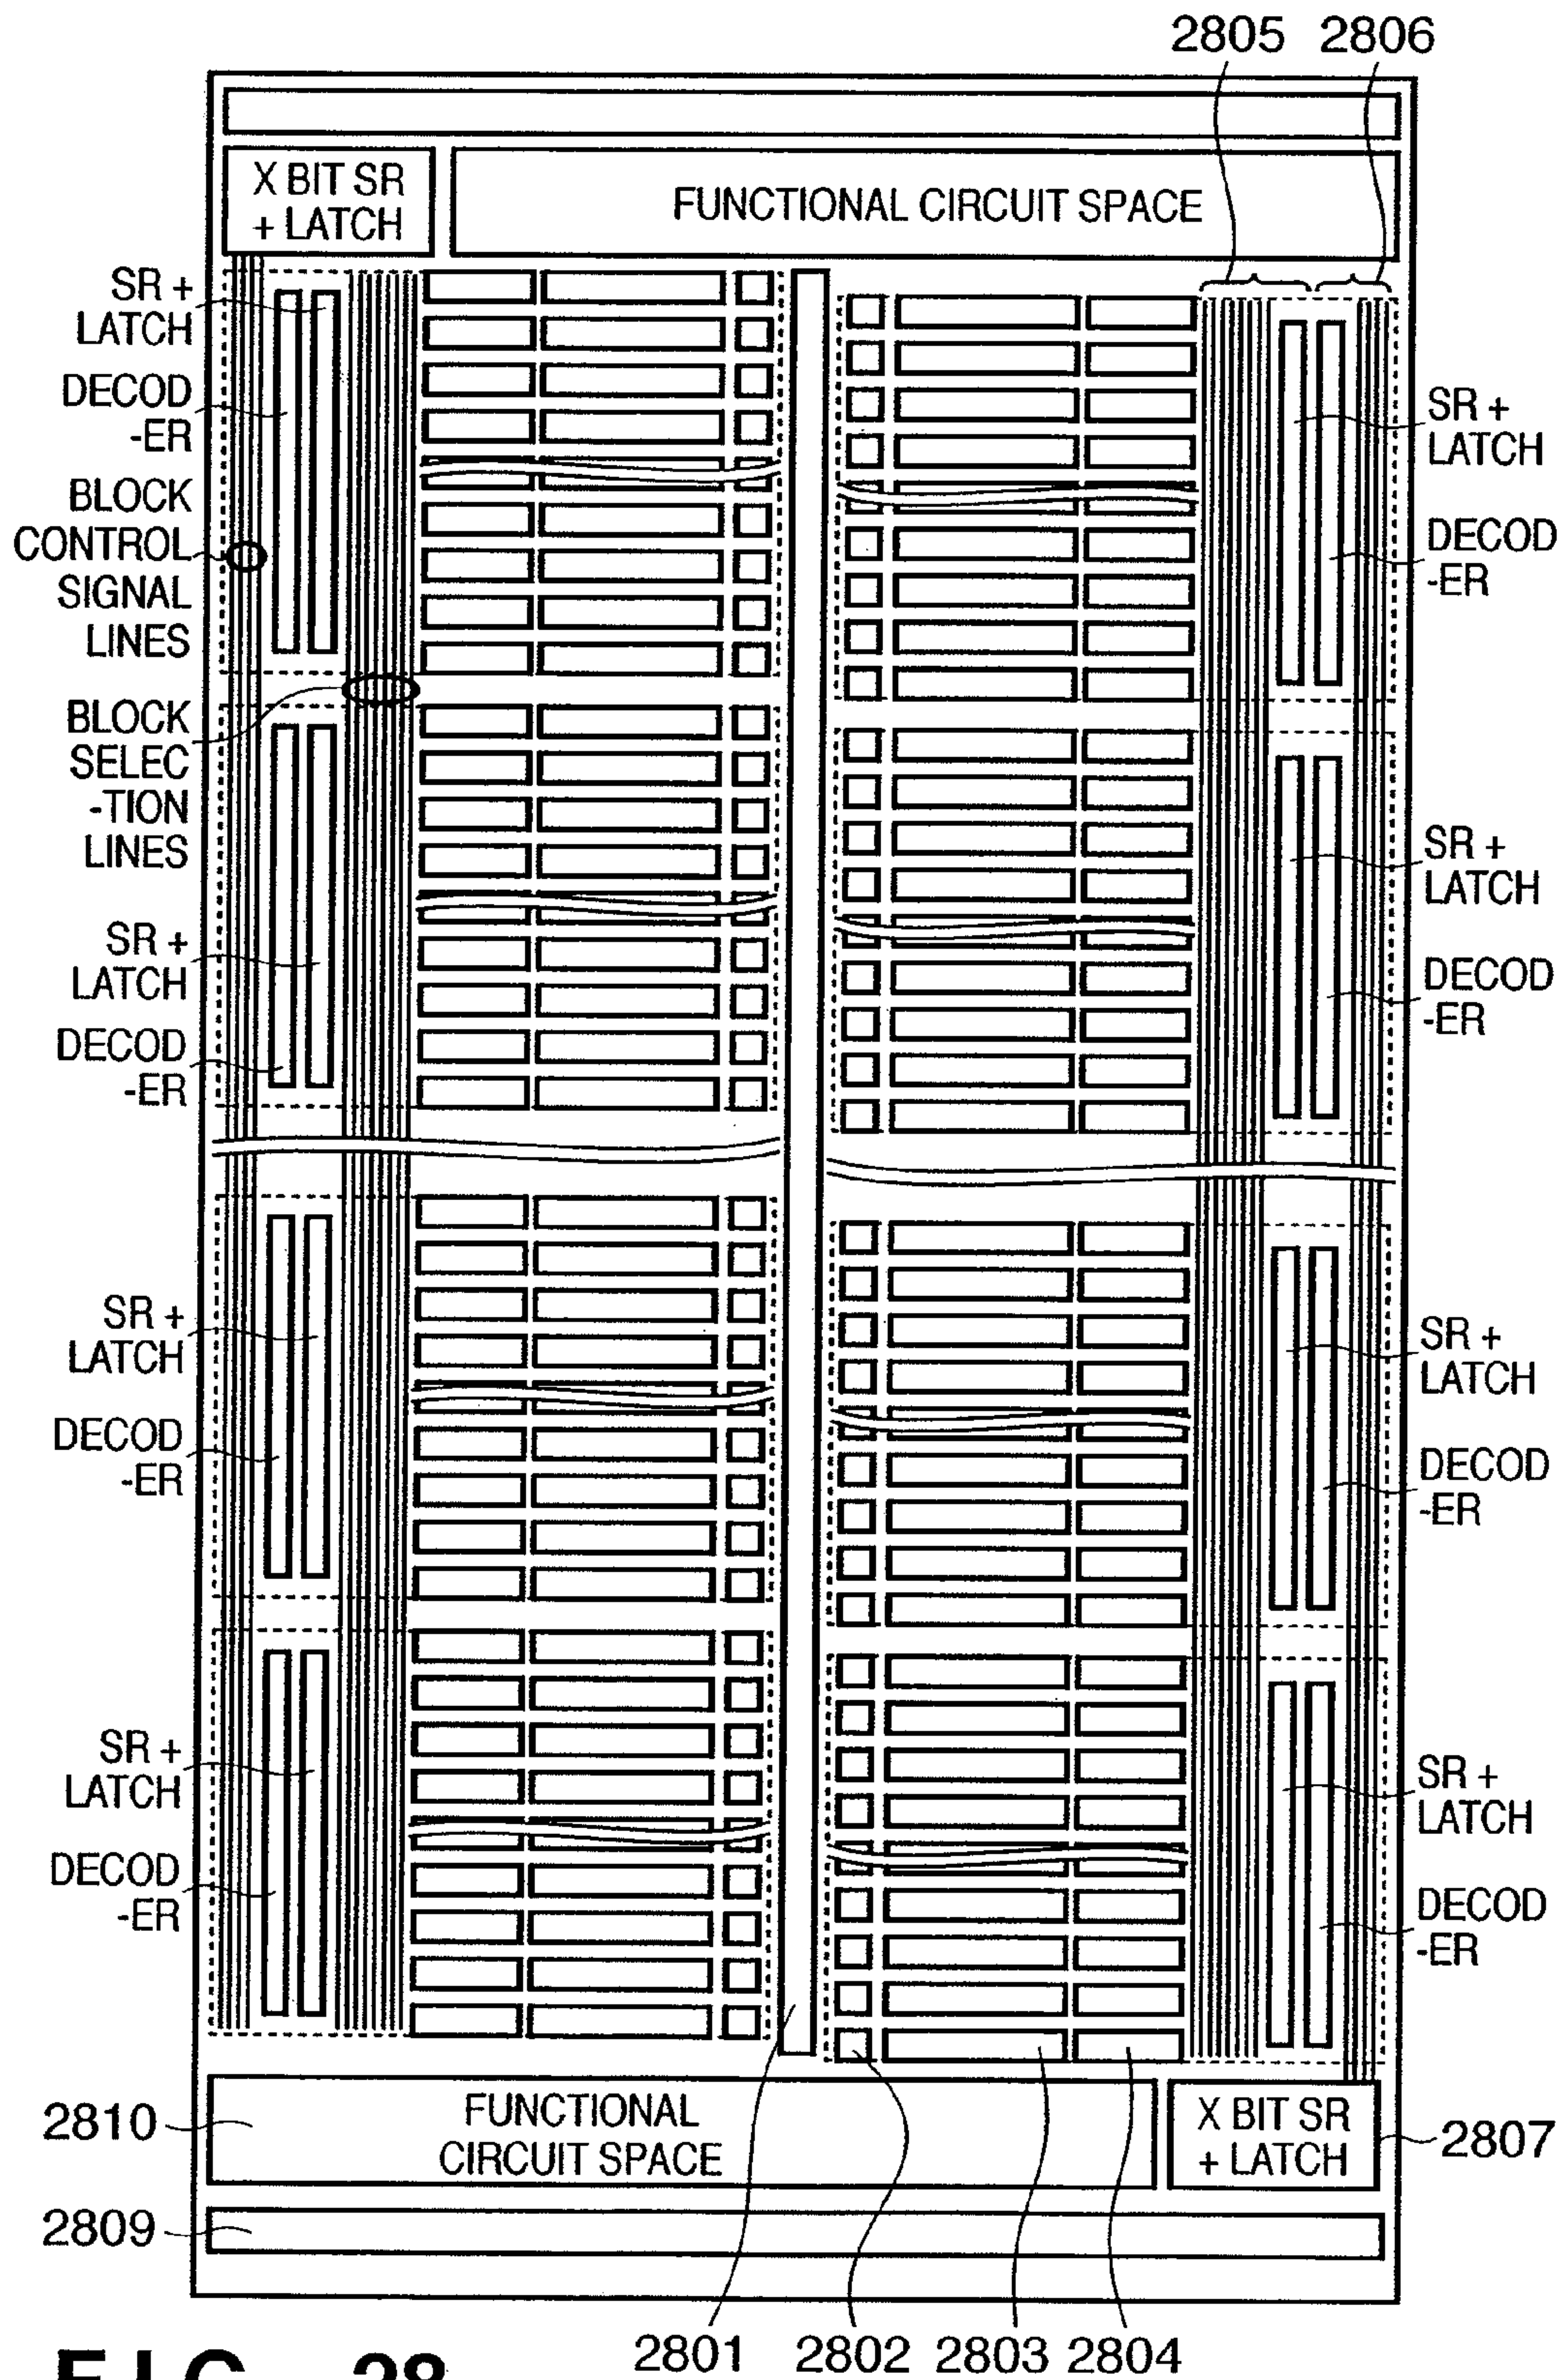 2805 2806
X BIT SR
+ LATCH
FUNCTIONAL CIRCUIT SPACE
SR +
LATCH
DECOD
-ER
BLOCK
CONTROL
SIGNAL
LINES
BLOCK
SELEC
-TION
LINES
SR +
LATCH
DECOD
-ER
SR +
LATCH
DECOD
-ER
SR +
LATCH
DECOD
-ER
SR +
LATCH
DECOD
-ER
SR +
LATCH
DECOD
-ER
SR +
LATCH
DECOD
-ER
SR +
LATCH
DECOD
-ER
2810
FUNCTIONAL
CIRCUIT SPACE
X BIT SR
+ LATCH
2807
2809
2801 2802 2803 2804
FIG. 28